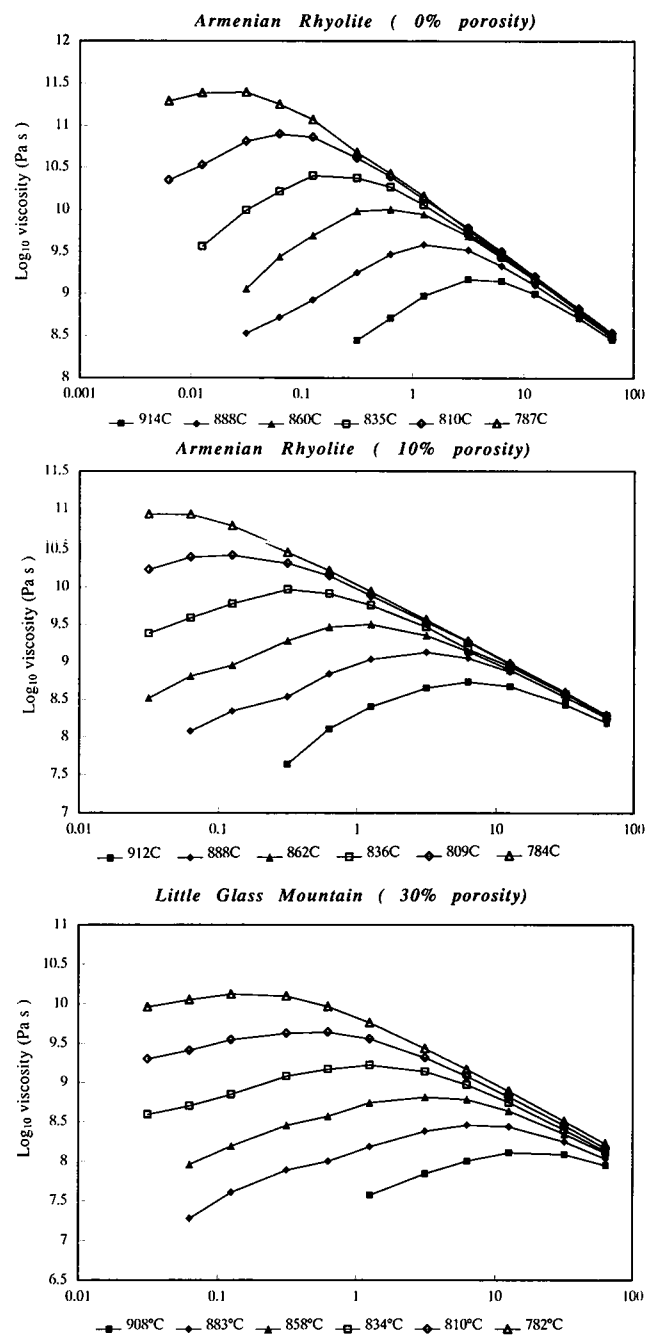 Armenian Rhyolite ( 0% porosity)
Log10 viscosity (Pa s)
12
11.5
11
10.5
10
9.5
9
8.5
8
0.001 0.01 0.1 1 10 100
914C 888C 860C 835C 810C 787C
Armenian Rhyolite ( 10% porosity)
Log10 viscosity (Pa s)
11.5
11
10.5
10
9.5
9
8.5
8
7.5
7
0.01 0.1 1 10 100
912C 888C 862C 836C 809C 784C
Little Glass Mountain ( 30% porosity)
Log10 viscosity (Pa s)
11
10.5
10
9.5
9
8.5
8
7.5
7
6.5
0.01 0.1 1 10 100
908°C 883°C 858°C 834°C 810°C 782°C